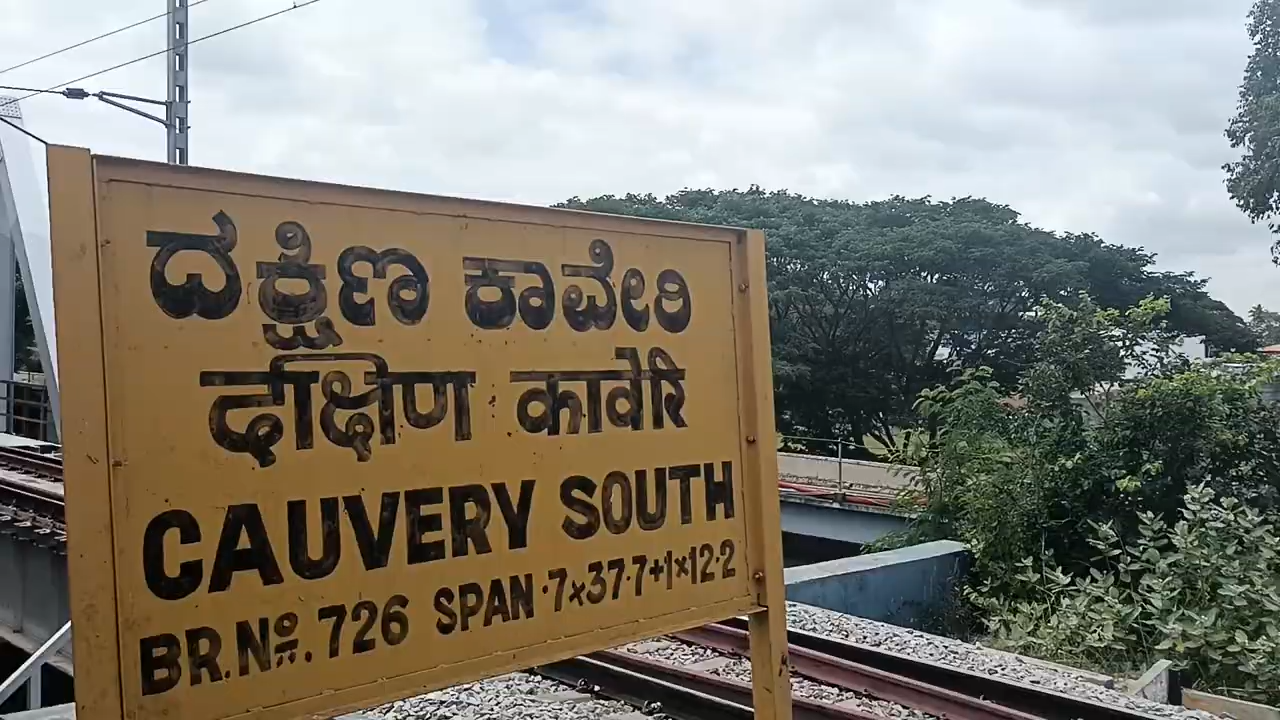 ದಕ್ಷಿಣ ಕಾವೇರಿ
दक्षिण कावेरि
CAUVERY SOUTH
BR.Nº. 726 SPAN ·7×37·7+1×12·2